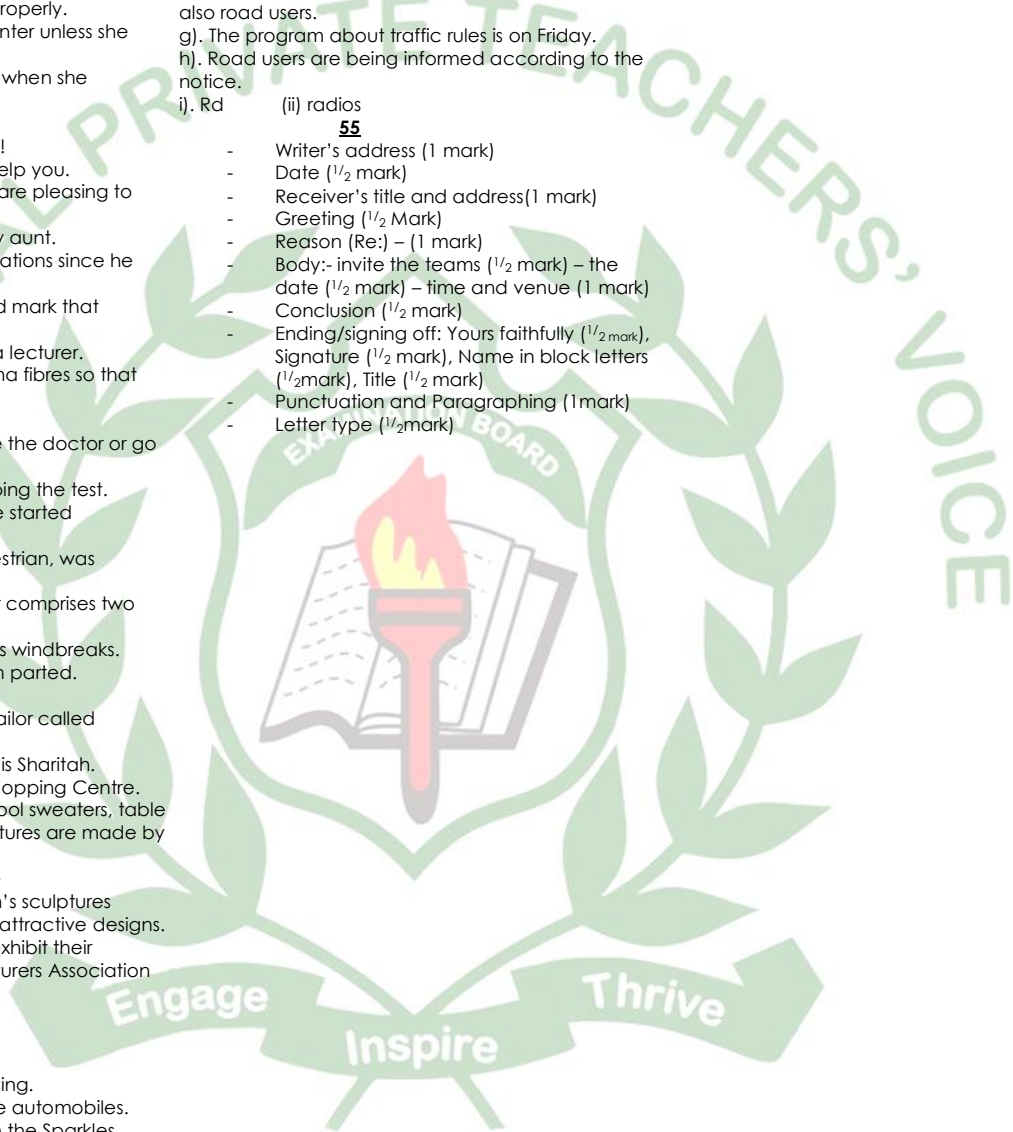 roperly.
nter unless she
when she
!
elp you.
are pleasing to
y aunt.
ations since he
d mark that
a lecturer.
na fibres so that
e the doctor or go
ping the test.
e started
estrian, was
r comprises two
s windbreaks.
n parted.
ailor called
is Sharitah.
opping Centre.
ool sweaters, table
tures are made by
n's sculptures
attractive designs.
exhibit their
turers Association
ing.
e automobiles.
n the Sparkles
also road users.
g). The program about traffic rules is on Friday.
h). Road users are being informed according to the
notice.
i). Rd (ii) radios
55
- Writer's address (1 mark)
- Date (1/2 mark)
- Receiver's title and address(1 mark)
- Greeting (1/2 Mark)
- Reason (Re:) – (1 mark)
- Body:- invite the teams (1/2 mark) – the
date (1/2 mark) – time and venue (1 mark)
- Conclusion (1/2 mark)
- Ending/signing off: Yours faithfully (1/2 mark),
Signature (1/2 mark), Name in block letters
(1/2mark), Title (1/2 mark)
- Punctuation and Paragraphing (1mark)
- Letter type (1/2mark)
L PRIVATE TEACHERS' VOICE
EXAMINATION BOARD
Engage
Inspire
Thrive